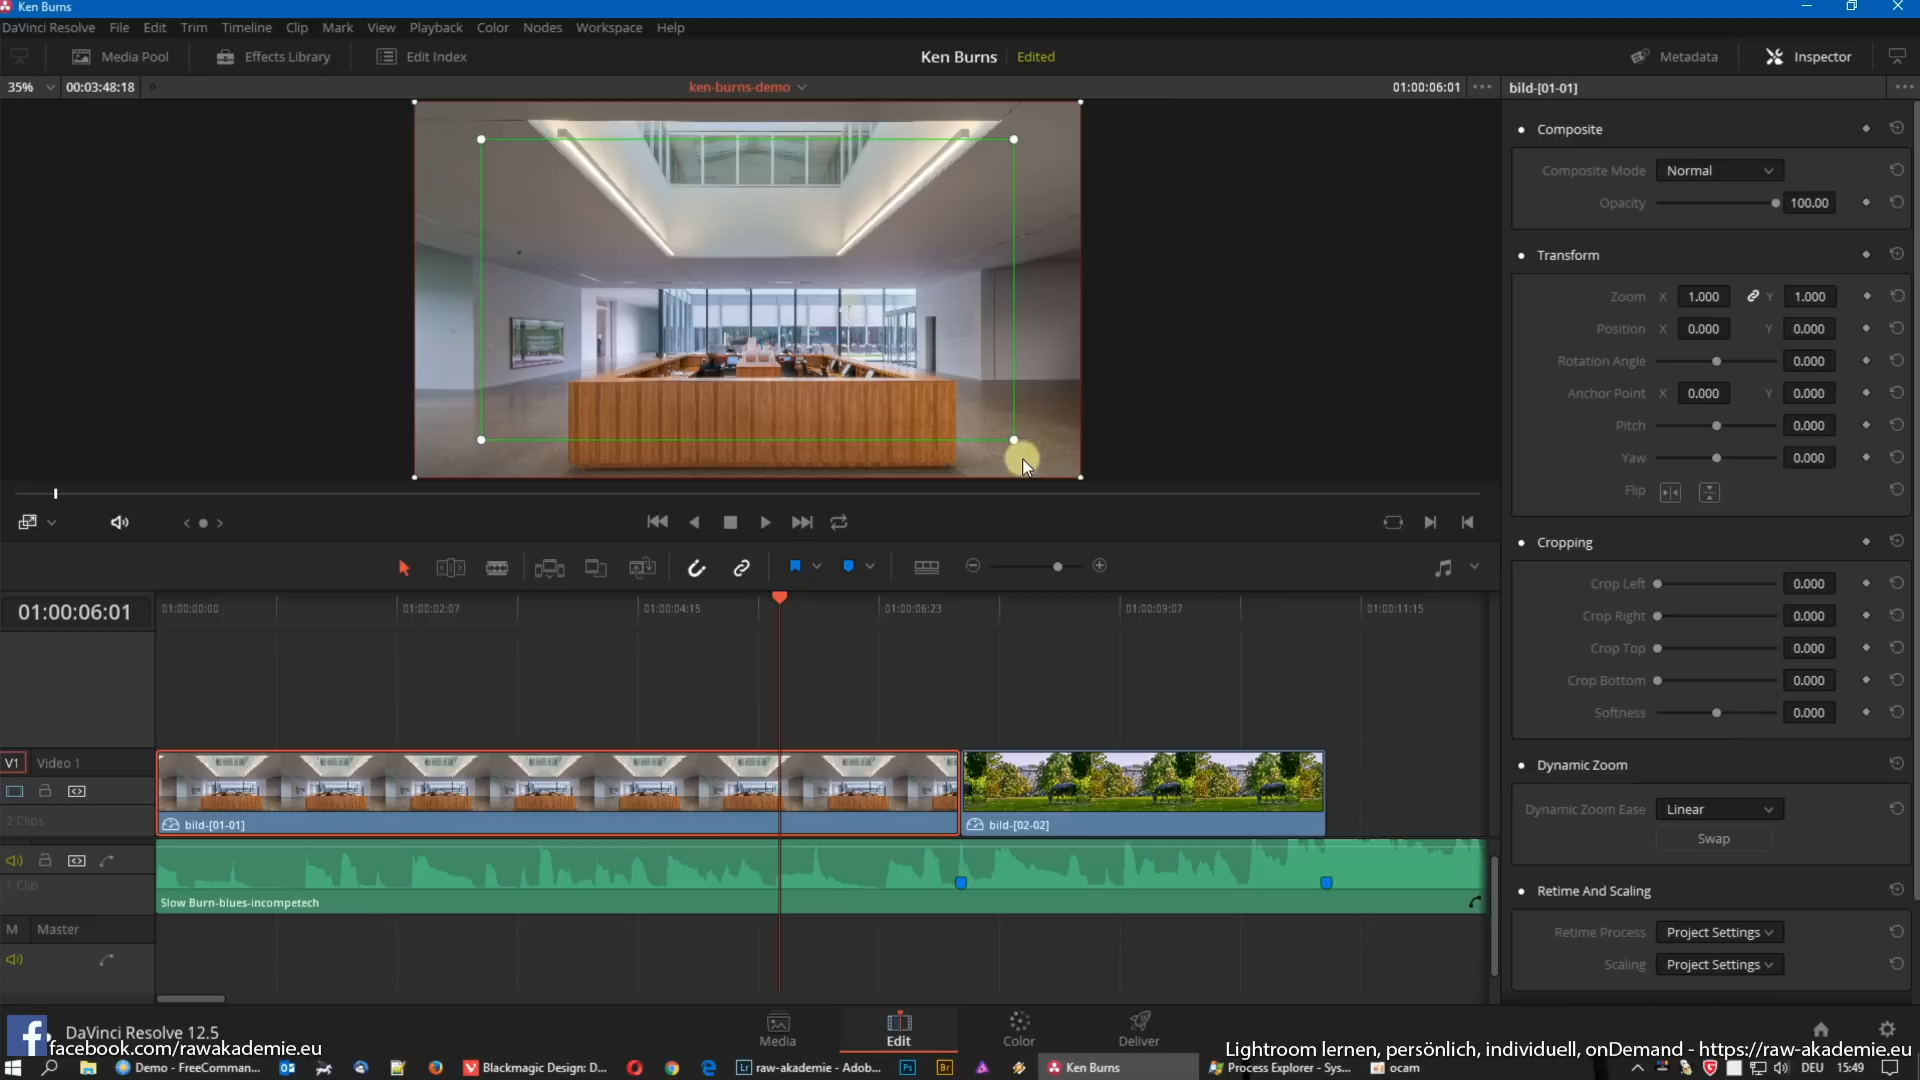 Ken Burns
DaVinci Resolve File Edit Trim Timeline Clip Mark View Playback Color Nodes Workspace Help
Media Pool Effects Library Edit Index Ken Burns Edited Metadata Inspector
35% 00:03:48:18 ken-burns-demo 01:00:06:01 bild-[01-01]
Composite
Composite Mode Normal
Opacity 100.00
Transform
Zoom X 1.000 Y 1.000
Position X 0.000 Y 0.000
Rotation Angle 0.000
Anchor Point X 0.000 Y 0.000
Pitch 0.000
Yaw 0.000
Flip
Cropping
Crop Left 0.000
Crop Right 0.000
Crop Top 0.000
Crop Bottom 0.000
Softness 0.000
Dynamic Zoom
Dynamic Zoom Ease Linear
Swap
Retime And Scaling
Retime Process Project Settings
Scaling Project Settings
01:00:06:01 01:00:00:00 01:00:02:07 01:00:04:15 01:00:06:23 01:00:09:07 01:00:11:15
V1 Video 1
2 Clips
bild-[01-01] bild-[02-02]
1 Clip
Slow Burn-blues-incompetech
M Master
DaVinci Resolve 12.5
Media Edit Color Deliver
facebook.com/rawakademie.eu
Lightroom lernen, persönlich, individuell, onDemand - https://raw-akademie.eu
Demo - FreeComman... Blackmagic Design: D... raw-akademie - Adob... Ken Burns Process Explorer - Sys... ocam DEU 15:49